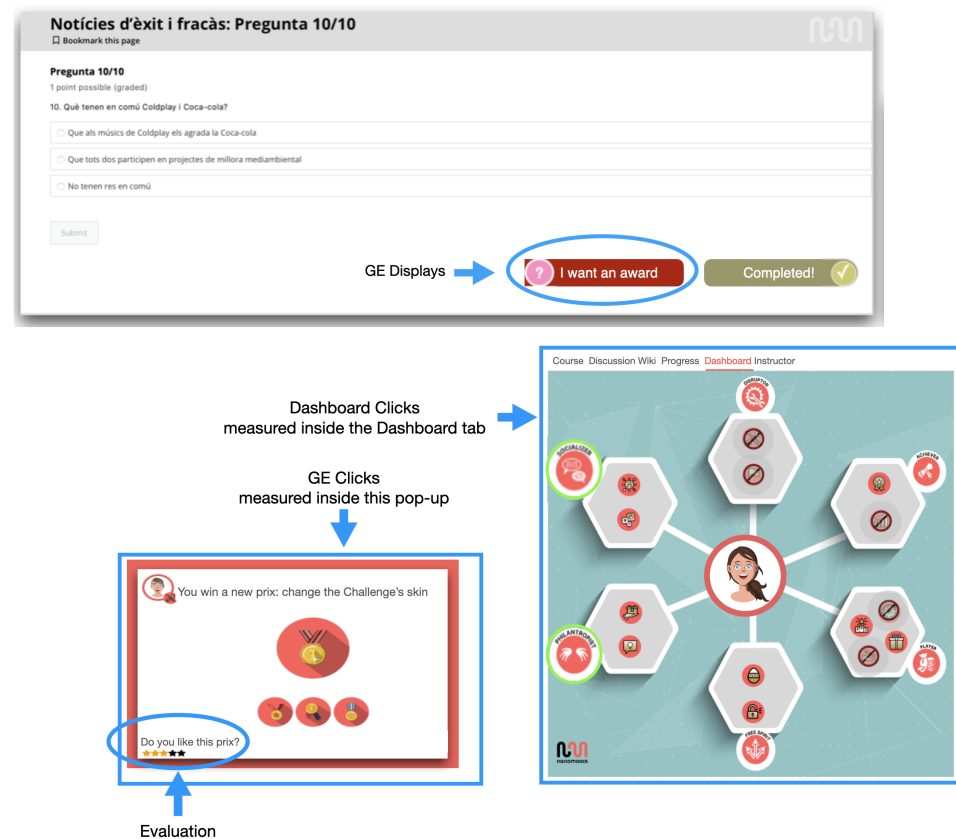 Notícies d'èxit i fracàs: Pregunta 10/10
Bookmark this page
Pregunta 10/10
1 point possible (graded)
10. Què tenen en comú Coldplay i Coca-cola?
Que als músics de Coldplay els agrada la Coca-cola
Que tots dos participen en projectes de millora mediambiental
No tenen res en comú
Submit
GE Displays
? I want an award
Completed!
Course Discussion Wiki Progress Dashboard Instructor
Dashboard Clicks
measured inside the Dashboard tab
DISRUPTOR
SOCIALIZER
ACHIEVER
PHILANTROPIST
PLAYER
FREE SPIRIT
nanomoocs
GE Clicks
measured inside this pop-up
You win a new prix: change the Challenge's skin
Do you like this prix?
Evaluation